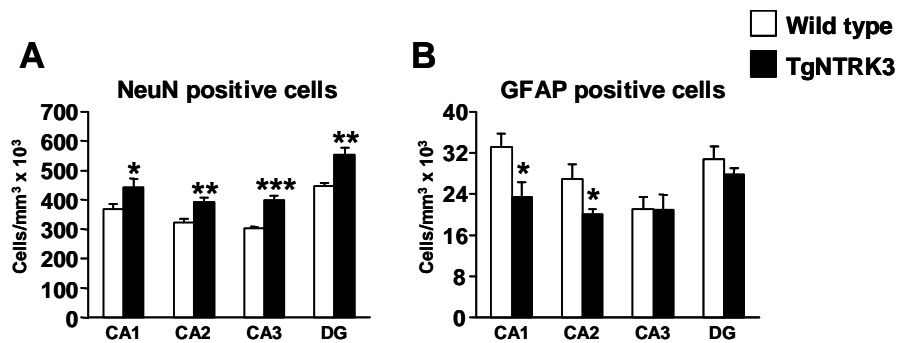 Wild type
TgNTRK3
A
NeuN positive cells
Cells/mm³ x 10³
700
600
500
400
300
200
100
0
*
**
***
**
CA1 CA2 CA3 DG
B
GFAP positive cells
Cells/mm³ x 10³
40
32
24
16
8
0
*
*
CA1 CA2 CA3 DG